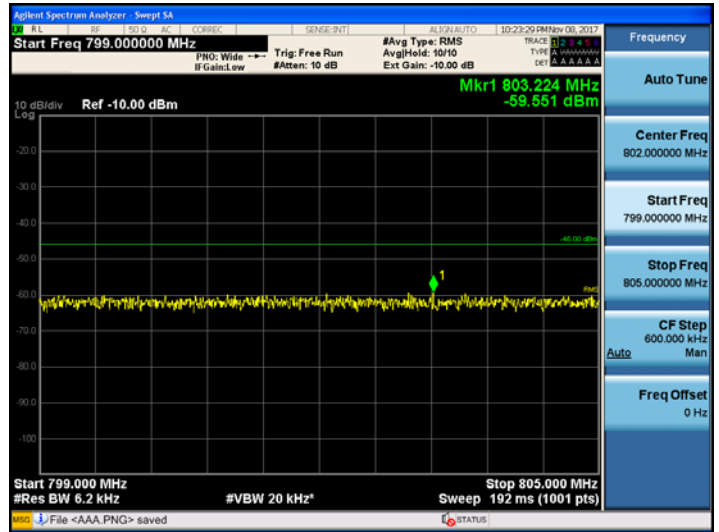 Agilent Spectrum Analyzer - Swept SA
RL RF 50 Ω AC CORREC SENSE:INT ALIGN AUTO 10:23:29 PM Nov 08, 2017
Start Freq 799.000000 MHz
PNO: Wide
IFGain:Low
Trig: Free Run
#Atten: 10 dB
#Avg Type: RMS
Avg|Hold: 10/10
Ext Gain: -10.00 dB
TRACE 1 2 3 4 5 6
TYPE A
DET A A A A A A
Mkr1 803.224 MHz
-59.551 dBm
10 dB/div Ref -10.00 dBm
Log
-20.0
-30.0
-40.0
-46.00 dBm
-50.0
1
RMS
-60.0
-70.0
-80.0
-90.0
-100
Start 799.000 MHz Stop 805.000 MHz
#Res BW 6.2 kHz #VBW 20 kHz* Sweep 192 ms (1001 pts)
MSG File <AAA.PNG> saved STATUS
Frequency
Auto Tune
Center Freq
802.000000 MHz
Start Freq
799.000000 MHz
Stop Freq
805.000000 MHz
CF Step
600.000 kHz
Auto Man
Freq Offset
0 Hz